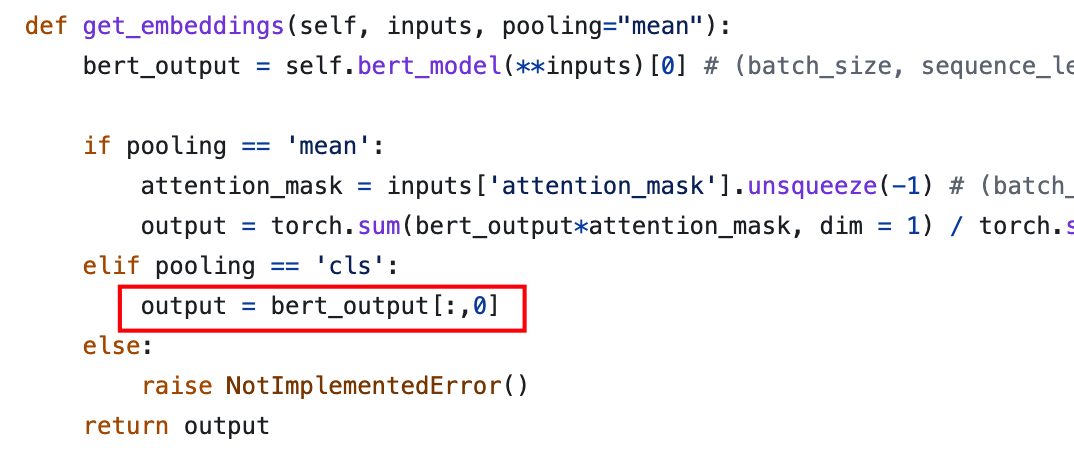 def get_embeddings(self, inputs, pooling="mean"):
bert_output = self.bert_model(**inputs)[0] # (batch_size, sequence_le
if pooling == 'mean':
attention_mask = inputs['attention_mask'].unsqueeze(-1) # (batch_
output = torch.sum(bert_output*attention_mask, dim = 1) / torch.s
elif pooling == 'cls':
output = bert_output[:,0]
else:
raise NotImplementedError()
return output